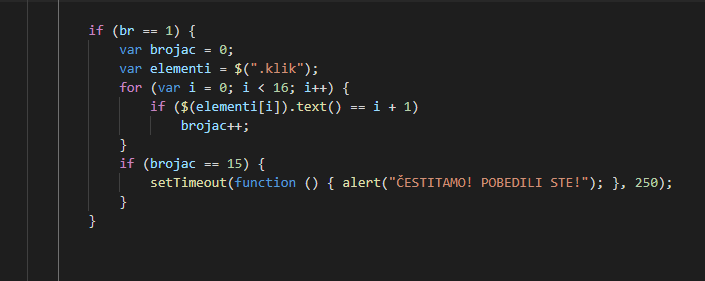 if (br == 1) {
var brojac = 0;
var elementi = $(".klik");
for (var i = 0; i < 16; i++) {
if ($(elementi[i]).text() == i + 1)
brojac++;
}
if (brojac == 15) {
setTimeout(function () { alert("ČESTITAMO! POBEDILI STE!"); }, 250);
}
}